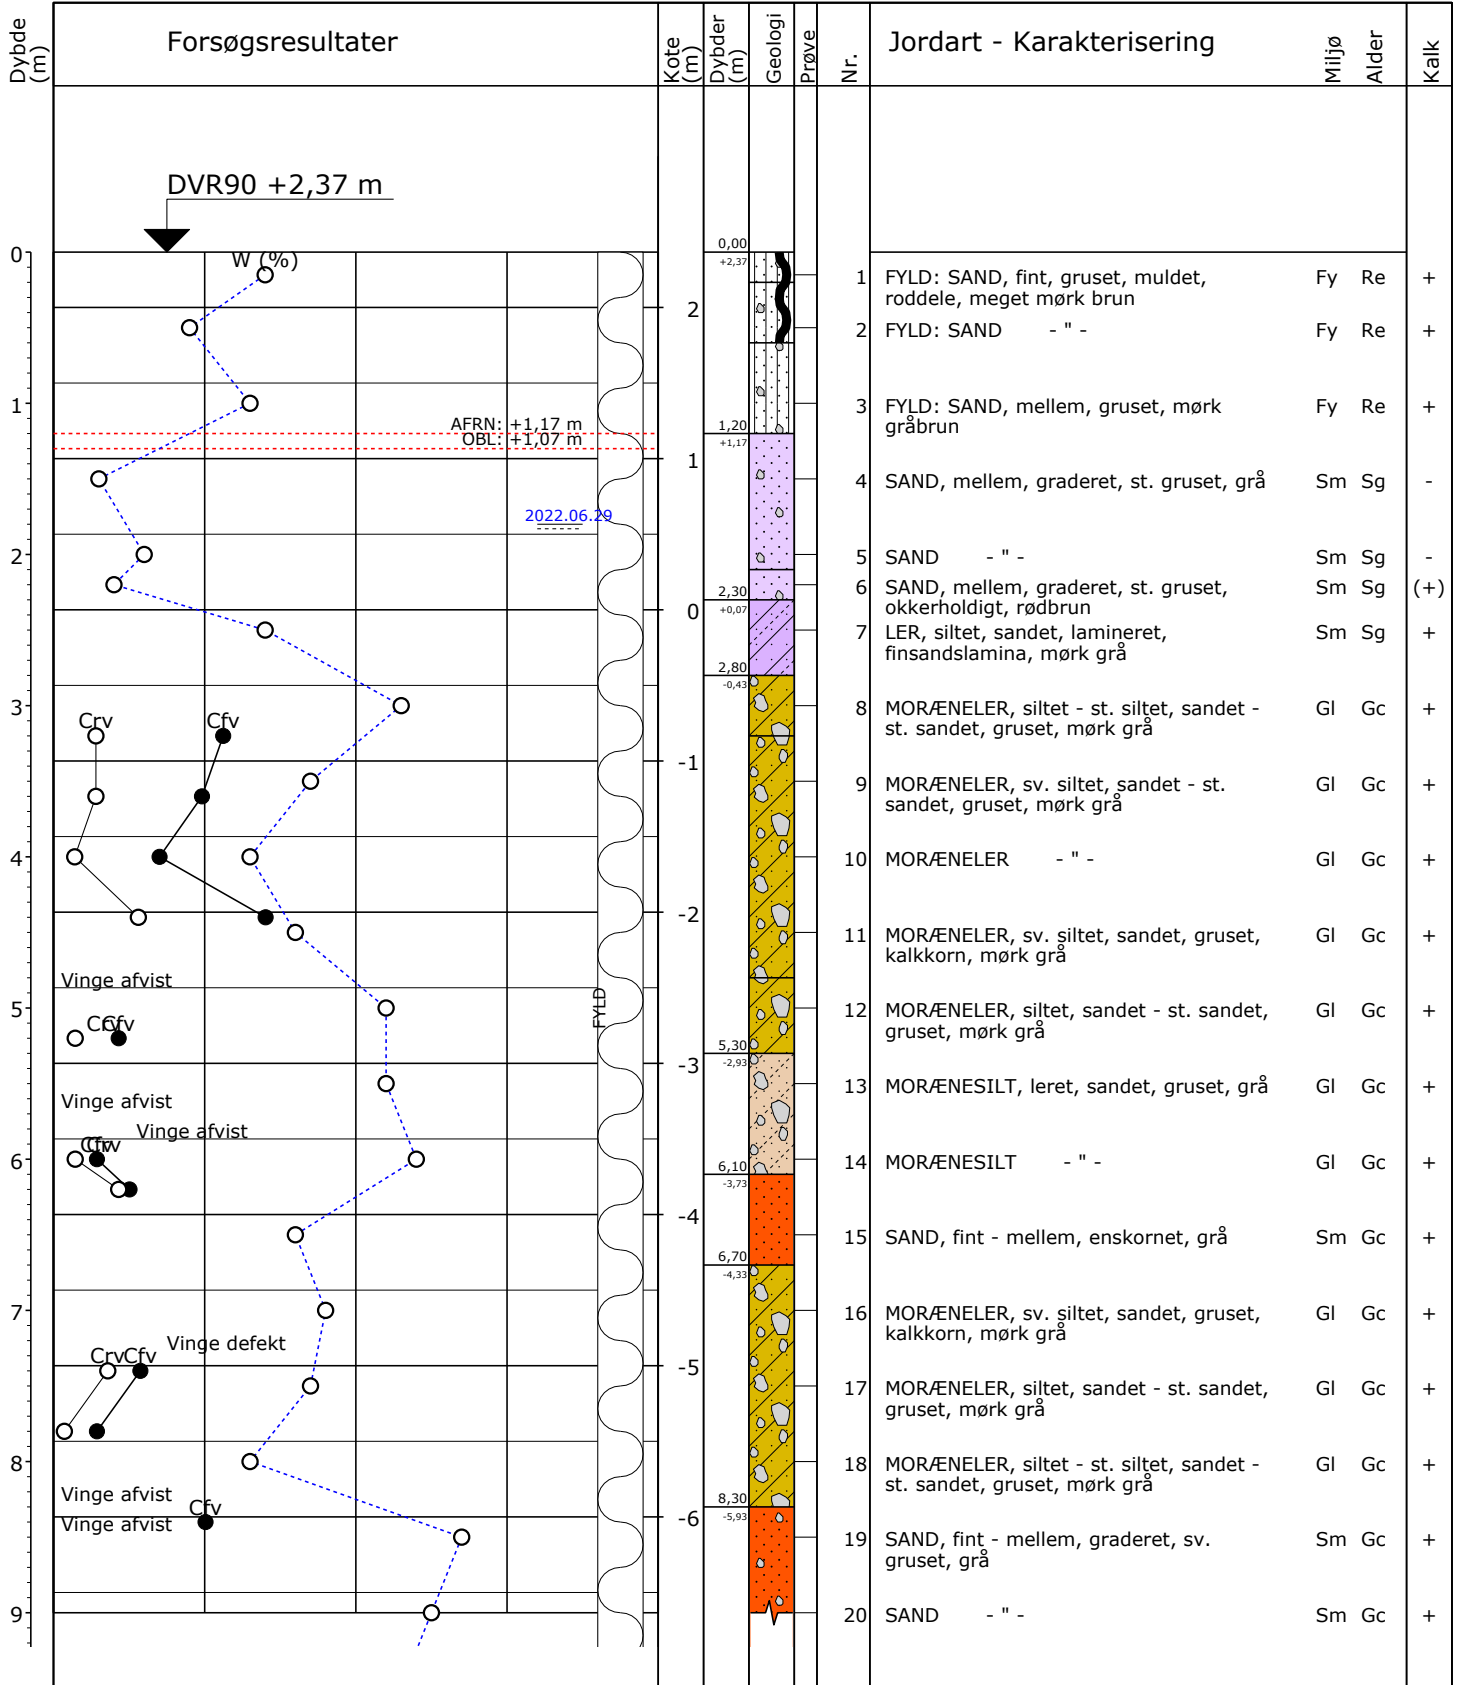 Dybde (m)
Forsøgsresultater
Kote (m)
Dybder (m)
Geologi
Prøve
Nr.
Jordart - Karakterisering
Miljø
Alder
Kalk
DVR90 +2,37 m
0
W (%)
0,00
+2,37
1 FYLD: SAND, fint, gruset, muldet, Fy Re +
roddele, meget mørk brun
2
2 FYLD: SAND - " - Fy Re +
1
3 FYLD: SAND, mellem, gruset, mørk Fy Re +
gråbrun
AFRN: +1,17 m
OBL: +1,07 m
1,20
+1,17
1
4 SAND, mellem, graderet, st. gruset, grå Sm Sg -
2022.06.29
2
5 SAND - " - Sm Sg -
6 SAND, mellem, graderet, st. gruset, Sm Sg (+)
okkerholdigt, rødbrun
2,30
+0,07
0
7 LER, siltet, sandet, lamineret, Sm Sg +
finsandslamina, mørk grå
2,80
-0,43
3
Crv
Cfv
8 MORÆNELER, siltet - st. siltet, sandet - Gl Gc +
st. sandet, gruset, mørk grå
-1
9 MORÆNELER, sv. siltet, sandet - st. Gl Gc +
sandet, gruset, mørk grå
4
10 MORÆNELER - " - Gl Gc +
-2
11 MORÆNELER, sv. siltet, sandet, gruset, Gl Gc +
kalkkorn, mørk grå
Vinge afvist
5
FYLD
12 MORÆNELER, siltet, sandet - st. sandet, Gl Gc +
gruset, mørk grå
Crv
Cfv
5,30
-2,93
-3
13 MORÆNESILT, leret, sandet, gruset, grå Gl Gc +
Vinge afvist
Vinge afvist
Cfv
Crv
6
6,10
-3,73
14 MORÆNESILT - " - Gl Gc +
-4
15 SAND, fint - mellem, enskornet, grå Sm Gc +
6,70
-4,33
7
16 MORÆNELER, sv. siltet, sandet, gruset, Gl Gc +
kalkkorn, mørk grå
Vinge defekt
Crv
Cfv
-5
17 MORÆNELER, siltet, sandet - st. sandet, Gl Gc +
gruset, mørk grå
8
18 MORÆNELER, siltet - st. siltet, sandet - Gl Gc +
st. sandet, gruset, mørk grå
Vinge afvist
Cfv
8,30
-5,93
Vinge afvist
-6
19 SAND, fint - mellem, graderet, sv. Sm Gc +
gruset, grå
9
20 SAND - " - Sm Gc +